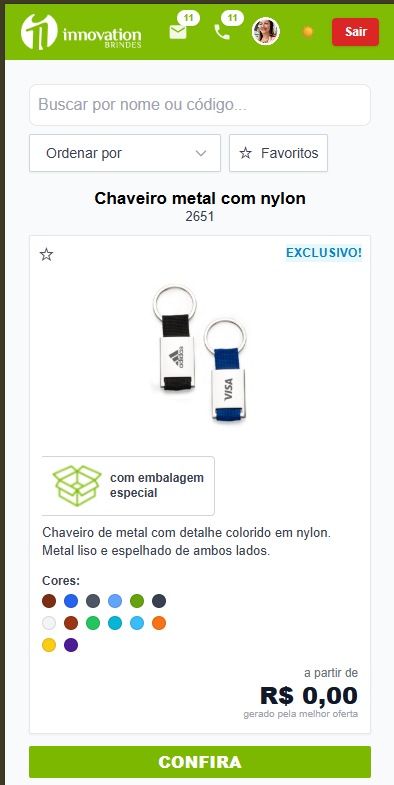 innovation
BRINDES
11
11
Sair
Buscar por nome ou código...
Ordenar por
Favoritos
Chaveiro metal com nylon
2651
EXCLUSIVO!
adidas
VISA
com embalagem
especial
Chaveiro de metal com detalhe colorido em nylon.
Metal liso e espelhado de ambos lados.
Cores:
a partir de
R$ 0,00
gerado pela melhor oferta
CONFIRA